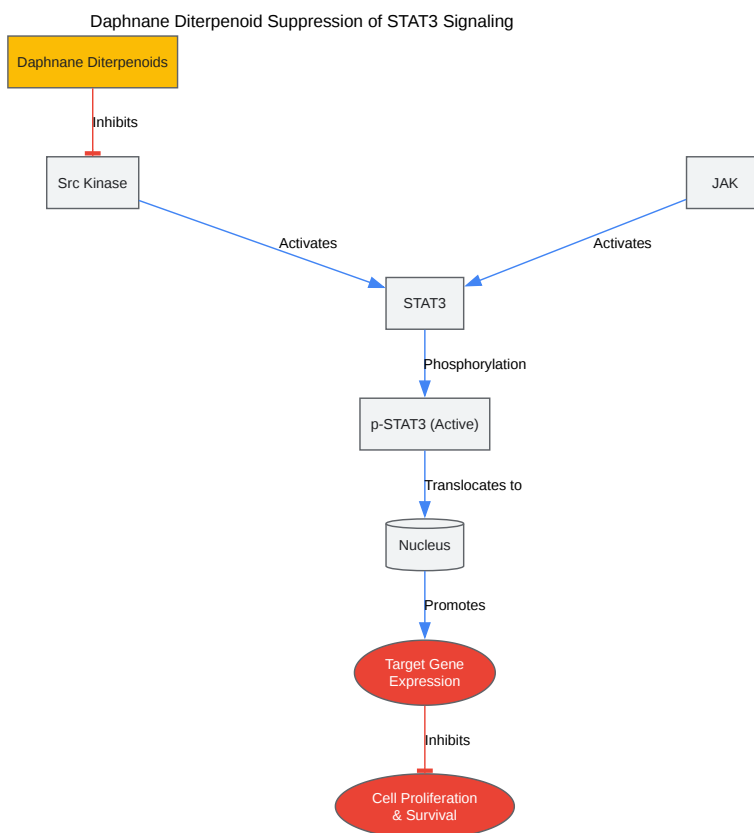 Daphnane Diterpenoid Suppression of STAT3 Signaling
Daphnane Diterpenoids
Inhibits
Src Kinase
JAK
Activates
Activates
STAT3
Phosphorylation
p-STAT3 (Active)
Translocates to
Nucleus
Promotes
Target Gene
Expression
Inhibits
Cell Proliferation
& Survival